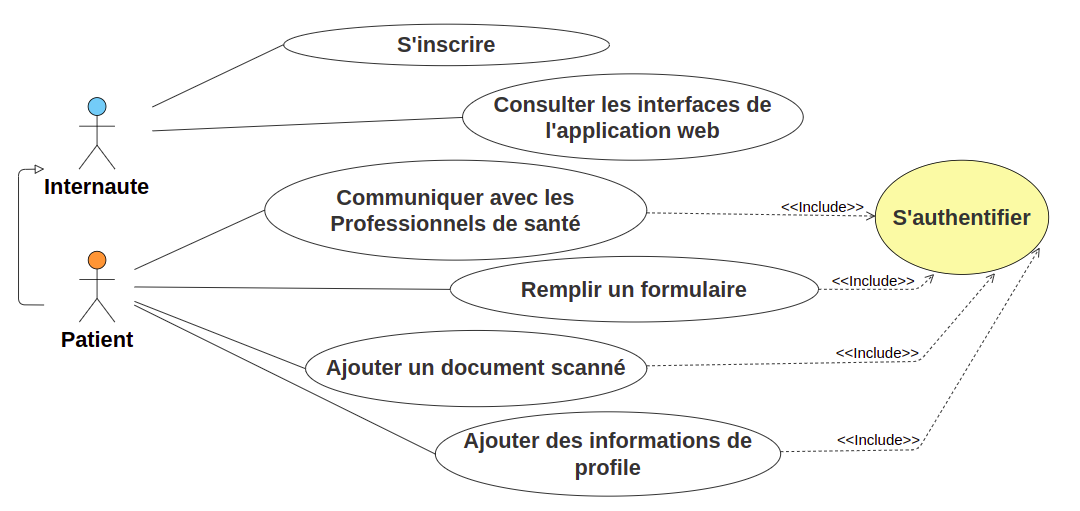 S'inscrire
Consulter les interfaces de
l'application web
Internaute
Communiquer avec les
Professionnels de santé
<<Include>>
S'authentifier
Remplir un formulaire
<<Include>>
Patient
Ajouter un document scanné
<<Include>>
Ajouter des informations de
profile
<<Include>>